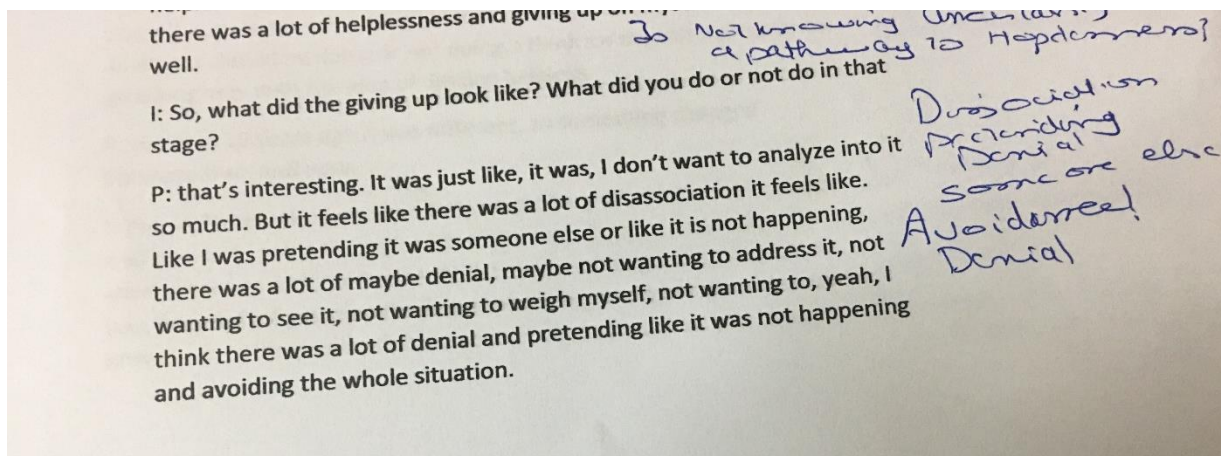 there was a lot of helplessness and giving up on my
Is Not knowing Uncertainty
well.
a pathway to Hopelessness?
I: So, what did the giving up look like? What did you do or not do in that
stage?
Dissociation
P: that's interesting. It was just like, it was, I don't want to analyze into it
Pretending
Denial
so much. But it feels like there was a lot of disassociation it feels like.
someone else
Like I was pretending it was someone else or like it is not happening,
Avoidance!
there was a lot of maybe denial, maybe not wanting to address it, not
Denial
wanting to see it, not wanting to weigh myself, not wanting to, yeah, I
think there was a lot of denial and pretending like it was not happening
and avoiding the whole situation.